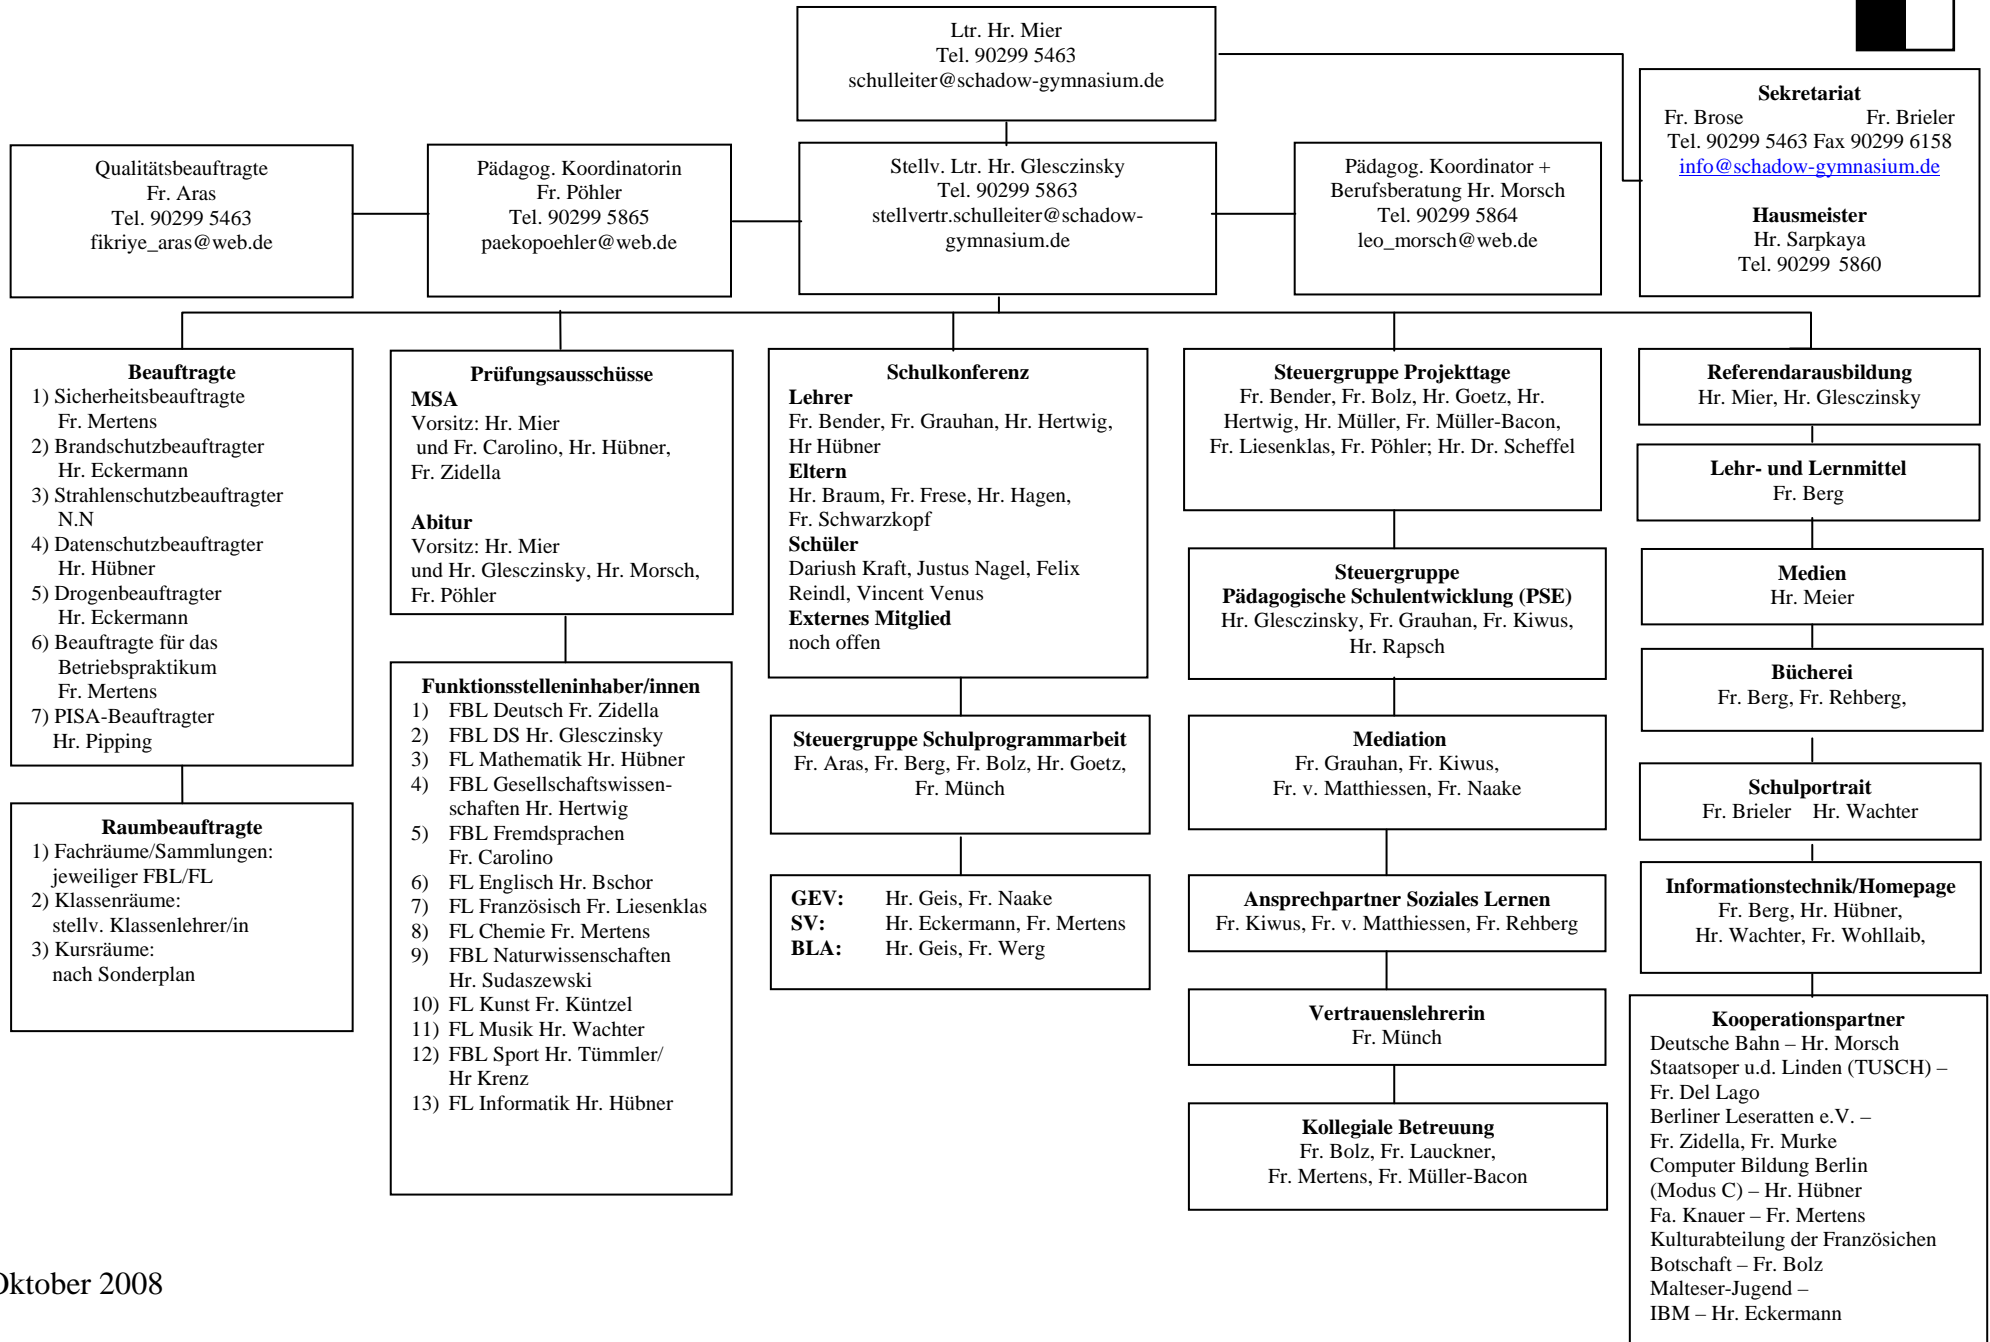 Ltr. Hr. Mier
Tel. 90299 5463
schulleiter@schadow-gymnasium.de
Sekretariat
Fr. Brose Fr. Brieler
Tel. 90299 5463 Fax 90299 6158
info@schadow-gymnasium.de
Hausmeister
Hr. Sarpkaya
Tel. 90299 5860
Qualitätsbeauftragte
Fr. Aras
Tel. 90299 5463
fikriye_aras@web.de
Pädagog. Koordinatorin
Fr. Pöhler
Tel. 90299 5865
paekopoehler@web.de
Stellv. Ltr. Hr. Glesczinsky
Tel. 90299 5863
stellvertr.schulleiter@schadow-
gymnasium.de
Pädagog. Koordinator +
Berufsberatung Hr. Morsch
Tel. 90299 5864
leo_morsch@web.de
Beauftragte
1) Sicherheitsbeauftragte
Fr. Mertens
2) Brandschutzbeauftragter
Hr. Eckermann
3) Strahlenschutzbeauftragter
N.N
4) Datenschutzbeauftragter
Hr. Hübner
5) Drogenbeauftragter
Hr. Eckermann
6) Beauftragte für das
Betriebspraktikum
Fr. Mertens
7) PISA-Beauftragter
Hr. Pipping
Raumbeauftragte
1) Fachräume/Sammlungen:
jeweiliger FBL/FL
2) Klassenräume:
stellv. Klassenlehrer/in
3) Kursräume:
nach Sonderplan
Prüfungsausschüsse
MSA
Vorsitz: Hr. Mier
und Fr. Carolino, Hr. Hübner,
Fr. Zidella
Abitur
Vorsitz: Hr. Mier
und Hr. Glesczinsky, Hr. Morsch,
Fr. Pöhler
Funktionsstelleninhaber/innen
1) FBL Deutsch Fr. Zidella
2) FBL DS Hr. Glesczinsky
3) FL Mathematik Hr. Hübner
4) FBL Gesellschaftswissen-
schaften Hr. Hertwig
5) FBL Fremdsprachen
Fr. Carolino
6) FL Englisch Hr. Bschor
7) FL Französisch Fr. Liesenklas
8) FL Chemie Fr. Mertens
9) FBL Naturwissenschaften
Hr. Sudaszewski
10) FL Kunst Fr. Küntzel
11) FL Musik Hr. Wachter
12) FBL Sport Hr. Tümmler/
Hr Krenz
13) FL Informatik Hr. Hübner
Schulkonferenz
Lehrer
Fr. Bender, Fr. Grauhan, Hr. Hertwig,
Hr Hübner
Eltern
Hr. Braum, Fr. Frese, Hr. Hagen,
Fr. Schwarzkopf
Schüler
Dariush Kraft, Justus Nagel, Felix
Reindl, Vincent Venus
Externes Mitglied
noch offen
Steuergruppe Schulprogrammarbeit
Fr. Aras, Fr. Berg, Fr. Bolz, Hr. Goetz,
Fr. Münch
GEV: Hr. Geis, Fr. Naake
SV: Hr. Eckermann, Fr. Mertens
BLA: Hr. Geis, Fr. Werg
Steuergruppe Projekttage
Fr. Bender, Fr. Bolz, Hr. Goetz, Hr.
Hertwig, Hr. Müller, Fr. Müller-Bacon,
Fr. Liesenklas, Fr. Pöhler; Hr. Dr. Scheffel
Steuergruppe
Pädagogische Schulentwicklung (PSE)
Hr. Glesczinsky, Fr. Grauhan, Fr. Kiwus,
Hr. Rapsch
Mediation
Fr. Grauhan, Fr. Kiwus,
Fr. v. Matthiessen, Fr. Naake
Ansprechpartner Soziales Lernen
Fr. Kiwus, Fr. v. Matthiessen, Fr. Rehberg
Vertrauenslehrerin
Fr. Münch
Kollegiale Betreuung
Fr. Bolz, Fr. Lauckner,
Fr. Mertens, Fr. Müller-Bacon
Referendarausbildung
Hr. Mier, Hr. Glesczinsky
Lehr- und Lernmittel
Fr. Berg
Medien
Hr. Meier
Bücherei
Fr. Berg, Fr. Rehberg,
Schulportrait
Fr. Brieler Hr. Wachter
Informationstechnik/Homepage
Fr. Berg, Hr. Hübner,
Hr. Wachter, Fr. Wohllaib,
Kooperationspartner
Deutsche Bahn – Hr. Morsch
Staatsoper u.d. Linden (TUSCH) –
Fr. Del Lago
Berliner Leseratten e.V. –
Fr. Zidella, Fr. Murke
Computer Bildung Berlin
(Modus C) – Hr. Hübner
Fa. Knauer – Fr. Mertens
Kulturabteilung der Französichen
Botschaft – Fr. Bolz
Malteser-Jugend –
IBM – Hr. Eckermann
Oktober 2008